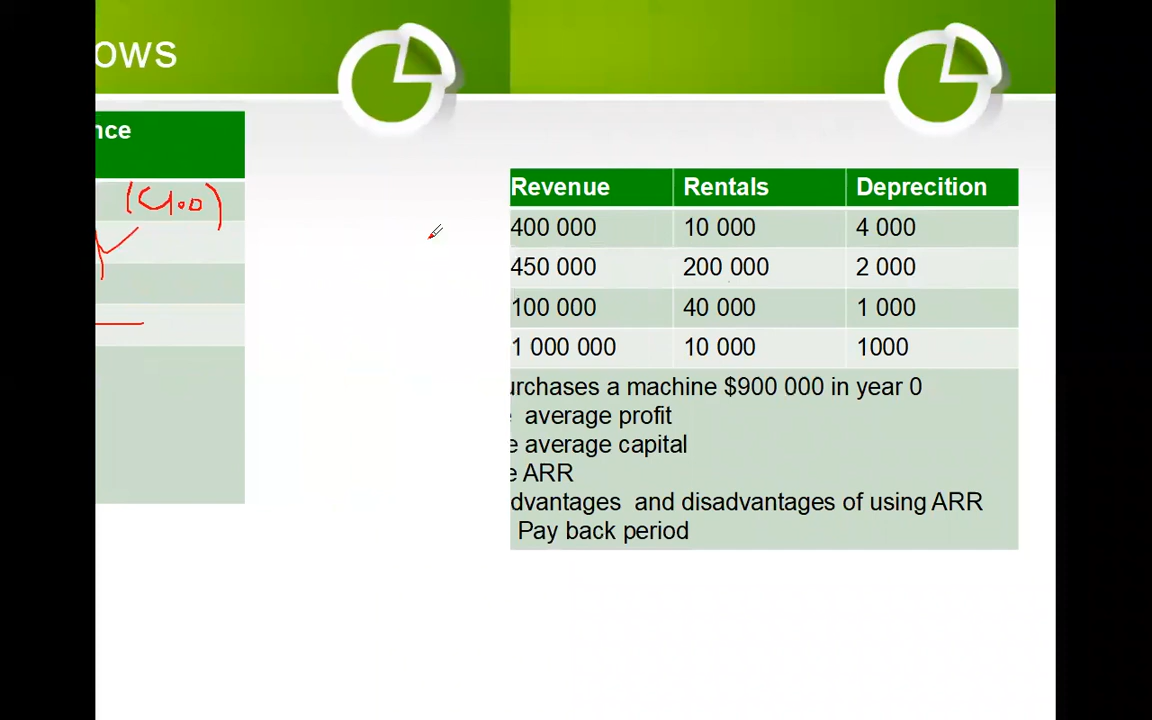 ows
nce
(400)
Revenue Rentals Deprecition
400 000 10 000 4 000
450 000 200 000 2 000
100 000 40 000 1 000
1 000 000 10 000 1000
urchases a machine $900 000 in year 0
average profit
e average capital
e ARR
dvantages and disadvantages of using ARR
Pay back period